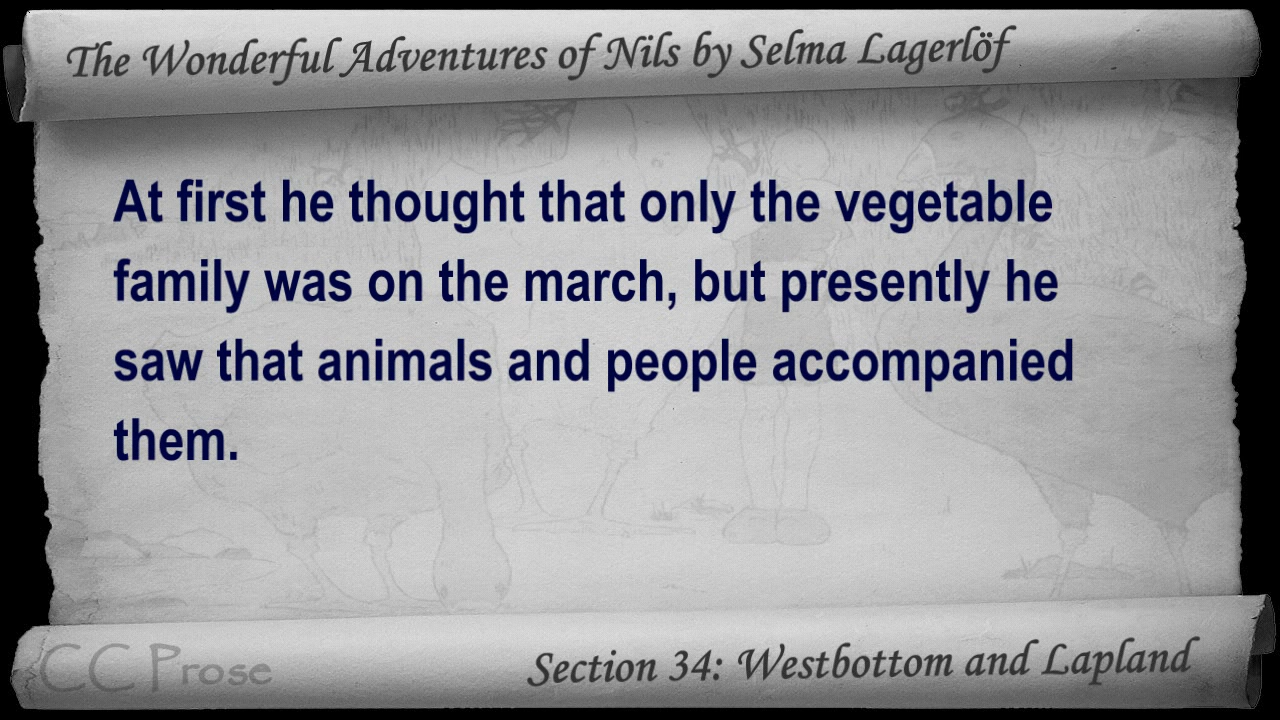 The Wonderful Adventures of Nils by Selma Lagerlöf
At first he thought that only the vegetable
family was on the march, but presently he
saw that animals and people accompanied
them.
CC Prose
Section 34: Westbottom and Lapland